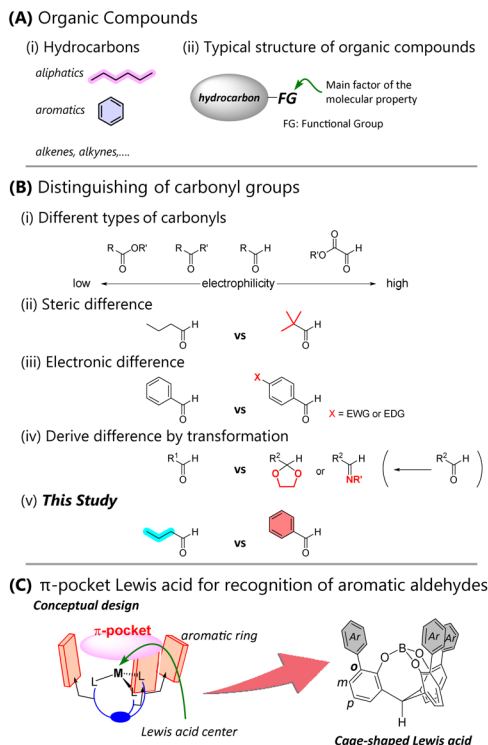 (A) Organic Compounds
(i) Hydrocarbons
(ii) Typical structure of organic compounds
aliphatics
aromatics
alkenes, alkynes,....
hydrocarbon
FG
Main factor of the
molecular property
FG: Functional Group
(B) Distinguishing of carbonyl groups
(i) Different types of carbonyls
R OR' O
R R' O
R H O
R'O O H O
low electrophilicity high
(ii) Steric difference
H O vs H O
(iii) Electronic difference
H O vs X H O
X = EWG or EDG
(iv) Derive difference by transformation
R1 H O vs R2 H O O or R2 H NR' ( R2 H O )
(v) This Study
H O vs H O
(C) π-pocket Lewis acid for recognition of aromatic aldehydes
Conceptual design
π-pocket
aromatic ring
L M L L L
Lewis acid center
Ar Ar Ar
O B O O
o
m
p
H
Cage-shaped Lewis acid